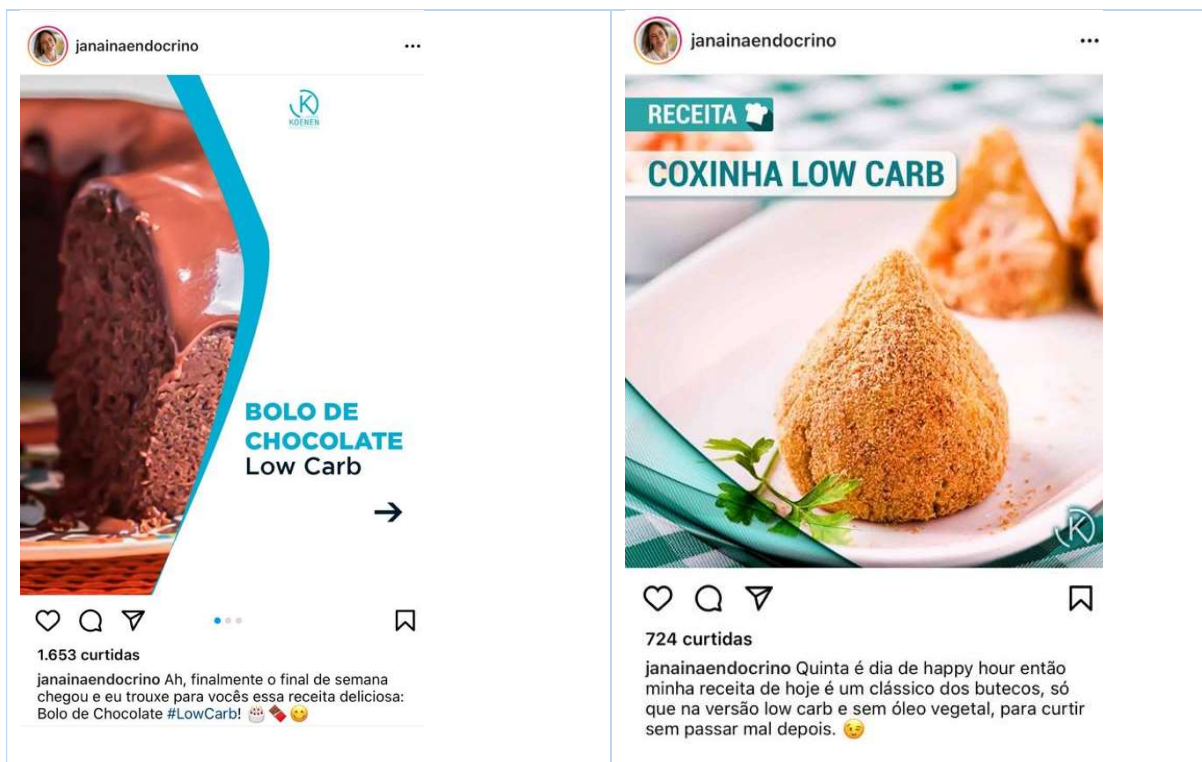 janainaendocrino
K
KOENEN
BOLO DE
CHOCOLATE
Low Carb
1.653 curtidas
janainaendocrino Ah, finalmente o final de semana
chegou e eu trouxe para vocês essa receita deliciosa:
Bolo de Chocolate #LowCarb! 🎂🍫😋
janainaendocrino
RECEITA
COXINHA LOW CARB
K
724 curtidas
janainaendocrino Quinta é dia de happy hour então
minha receita de hoje é um clássico dos butecos, só
que na versão low carb e sem óleo vegetal, para curtir
sem passar mal depois. 😉